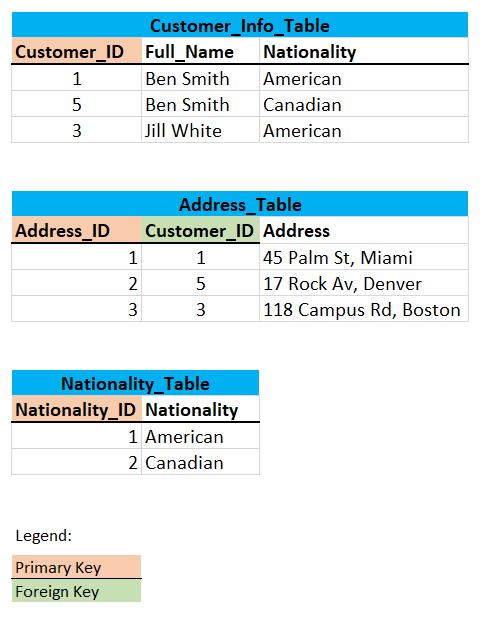 Customer_Info_Table
Customer_ID Full_Name Nationality
1 Ben Smith American
5 Ben Smith Canadian
3 Jill White American
Address_Table
Address_ID Customer_ID Address
1 1 45 Palm St, Miami
2 5 17 Rock Av, Denver
3 3 118 Campus Rd, Boston
Nationality_Table
Nationality_ID Nationality
1 American
2 Canadian
Legend:
Primary Key
Foreign Key